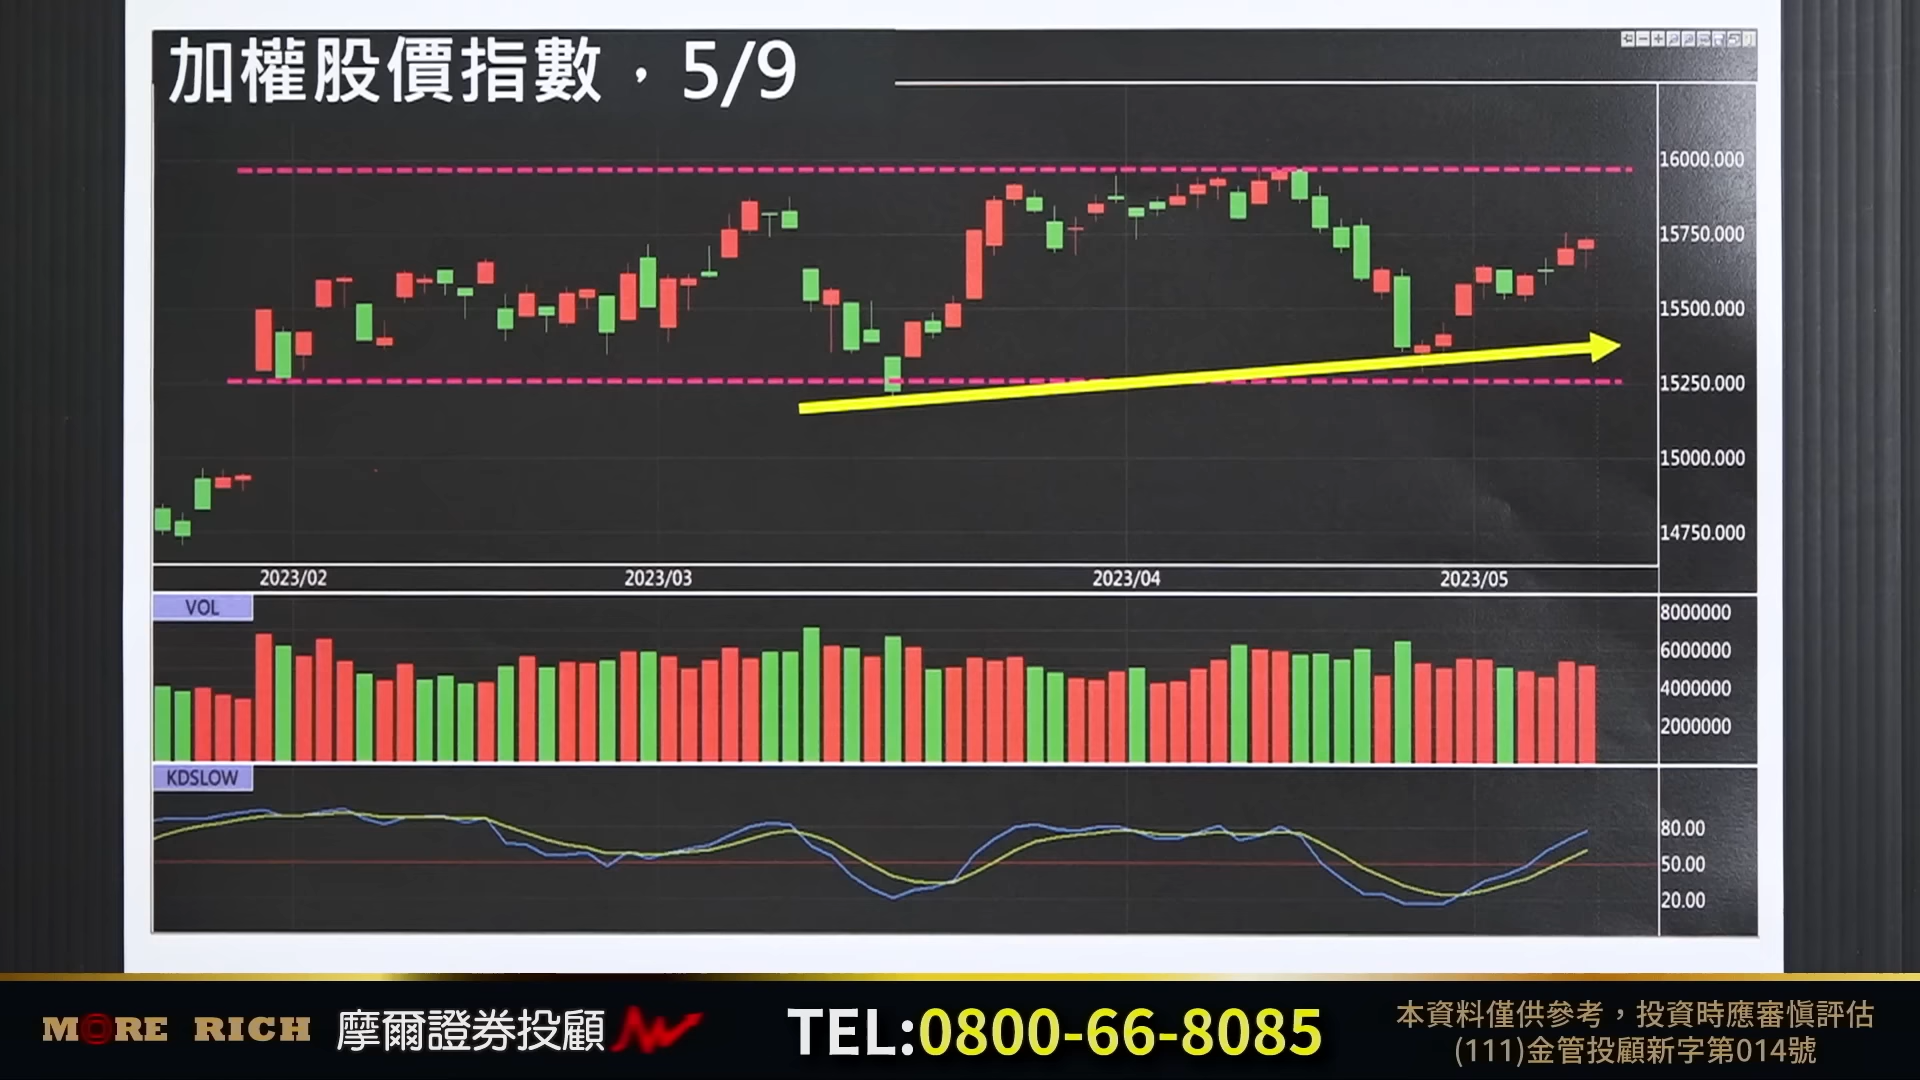 加權股價指數，5/9
16000.000
15750.000
15500.000
15250.000
15000.000
14750.000
2023/02 2023/03 2023/04 2023/05
VOL
8000000
6000000
4000000
2000000
KDSLOW
80.00
50.00
20.00
MORE RICH 摩爾證券投顧
TEL:0800-66-8085
本資料僅供參考，投資時應審慎評估
(111)金管投顧新字第014號